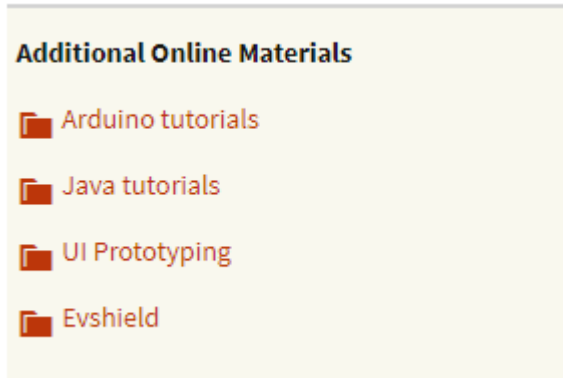 Additional Online Materials
Arduino tutorials
Java tutorials
UI Prototyping
Evshield